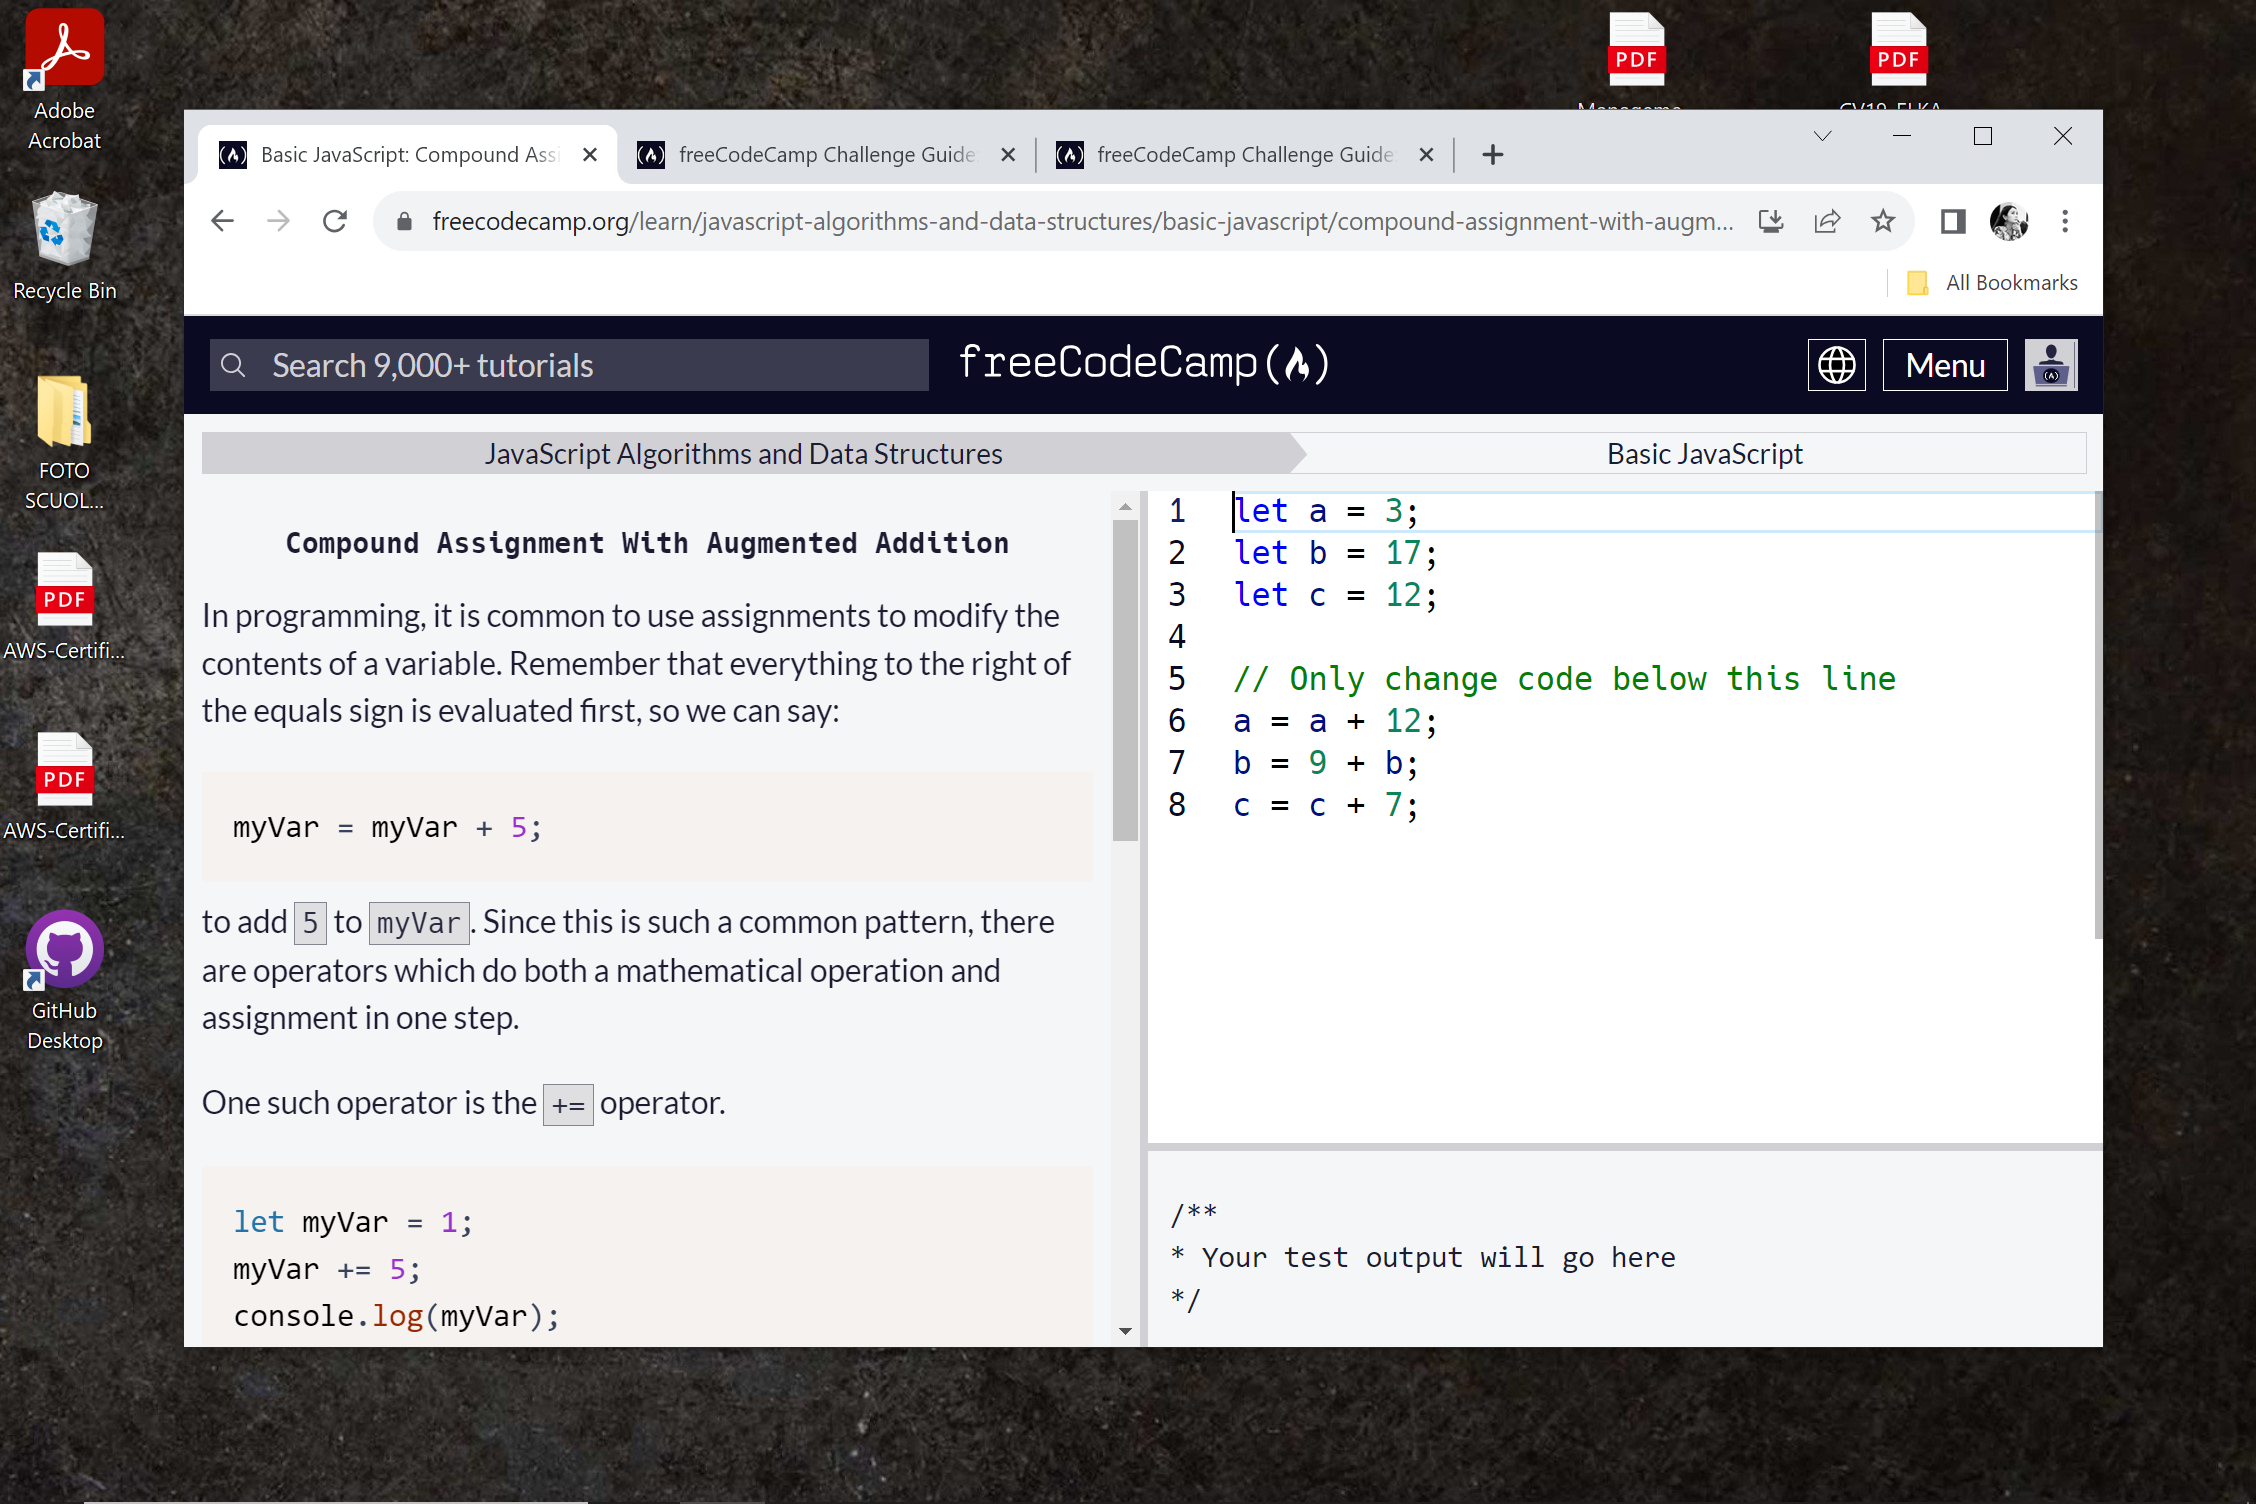 Adobe
Acrobat
Recycle Bin
FOTO
SCUOL...
PDF
AWS-Certifi...
PDF
AWS-Certifi...
GitHub
Desktop
PDF
PDF
Basic JavaScript: Compound Ass
freeCodeCamp Challenge Guide
freeCodeCamp Challenge Guide
freecodecamp.org/learn/javascript-algorithms-and-data-structures/basic-javascript/compound-assignment-with-augm...
All Bookmarks
Search 9,000+ tutorials
freeCodeCamp
Menu
JavaScript Algorithms and Data Structures
Basic JavaScript
Compound Assignment With Augmented Addition
In programming, it is common to use assignments to modify the
contents of a variable. Remember that everything to the right of
the equals sign is evaluated first, so we can say:
myVar = myVar + 5;
to add 5 to myVar. Since this is such a common pattern, there
are operators which do both a mathematical operation and
assignment in one step.
One such operator is the += operator.
let myVar = 1;
myVar += 5;
console.log(myVar);
1 let a = 3;
2 let b = 17;
3 let c = 12;
4
5 // Only change code below this line
6 a = a + 12;
7 b = 9 + b;
8 c = c + 7;
/**
* Your test output will go here
*/